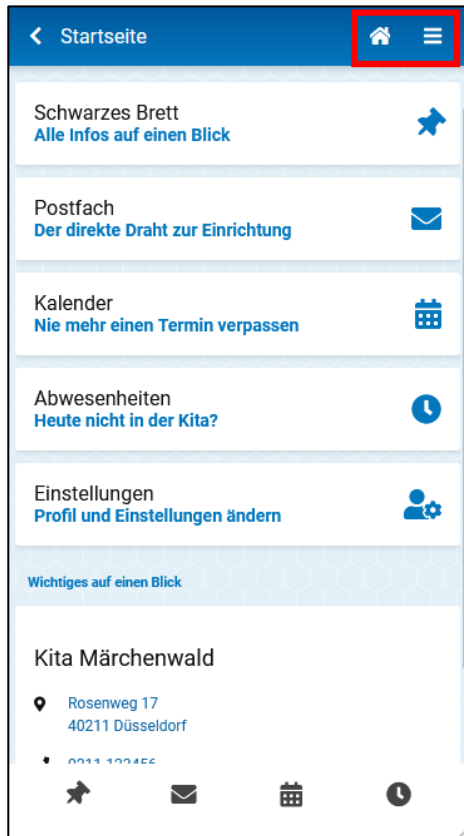 Startseite
Schwarzes Brett
Alle Infos auf einen Blick
Postfach
Der direkte Draht zur Einrichtung
Kalender
Nie mehr einen Termin verpassen
Abwesenheiten
Heute nicht in der Kita?
Einstellungen
Profil und Einstellungen ändern
Wichtiges auf einen Blick
Kita Märchenwald
Rosenweg 17
40211 Düsseldorf